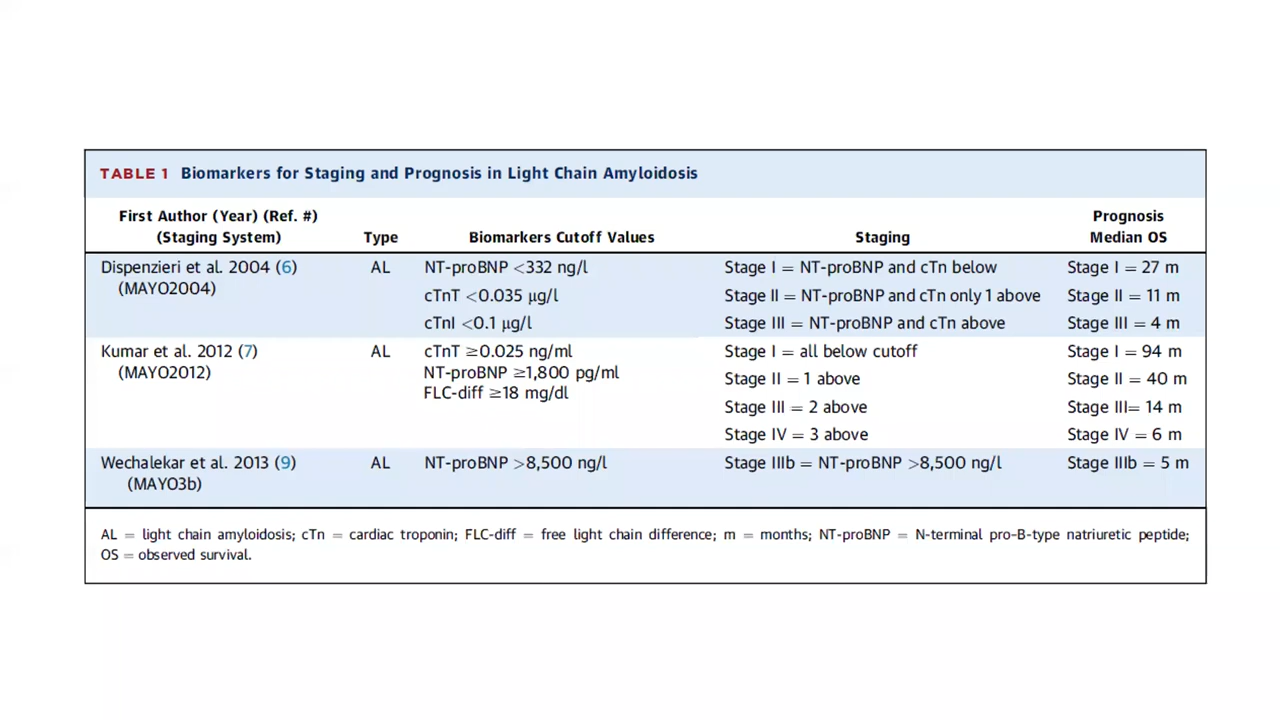 TABLE 1 Biomarkers for Staging and Prognosis in Light Chain Amyloidosis
First Author (Year) (Ref. #) Prognosis
(Staging System) Type Biomarkers Cutoff Values Staging Median OS
Dispenzieri et al. 2004 (6) AL NT-proBNP <332 ng/l Stage I = NT-proBNP and cTn below Stage I = 27 m
(MAYO2004)
cTnT <0.035 µg/l Stage II = NT-proBNP and cTn only 1 above Stage II = 11 m
cTnI <0.1 µg/l Stage III = NT-proBNP and cTn above Stage III = 4 m
Kumar et al. 2012 (7) AL cTnT ≥0.025 ng/ml Stage I = all below cutoff Stage I = 94 m
(MAYO2012) NT-proBNP ≥1,800 pg/ml Stage II = 1 above Stage II = 40 m
FLC-diff ≥18 mg/dl
Stage III = 2 above Stage III= 14 m
Stage IV = 3 above Stage IV = 6 m
Wechalekar et al. 2013 (9) AL NT-proBNP >8,500 ng/l Stage IIIb = NT-proBNP >8,500 ng/l Stage IIIb = 5 m
(MAYO3b)
AL = light chain amyloidosis; cTn = cardiac troponin; FLC-diff = free light chain difference; m = months; NT-proBNP = N-terminal pro-B-type natriuretic peptide;
OS = observed survival.